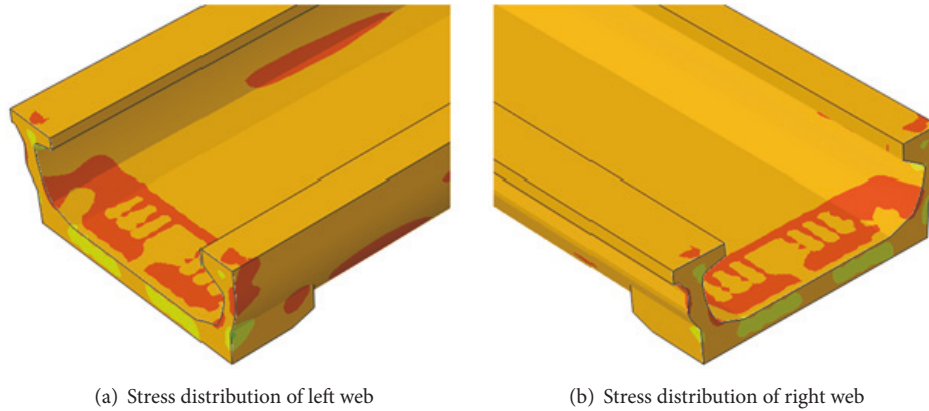 (a) Stress distribution of left web
(b) Stress distribution of right web